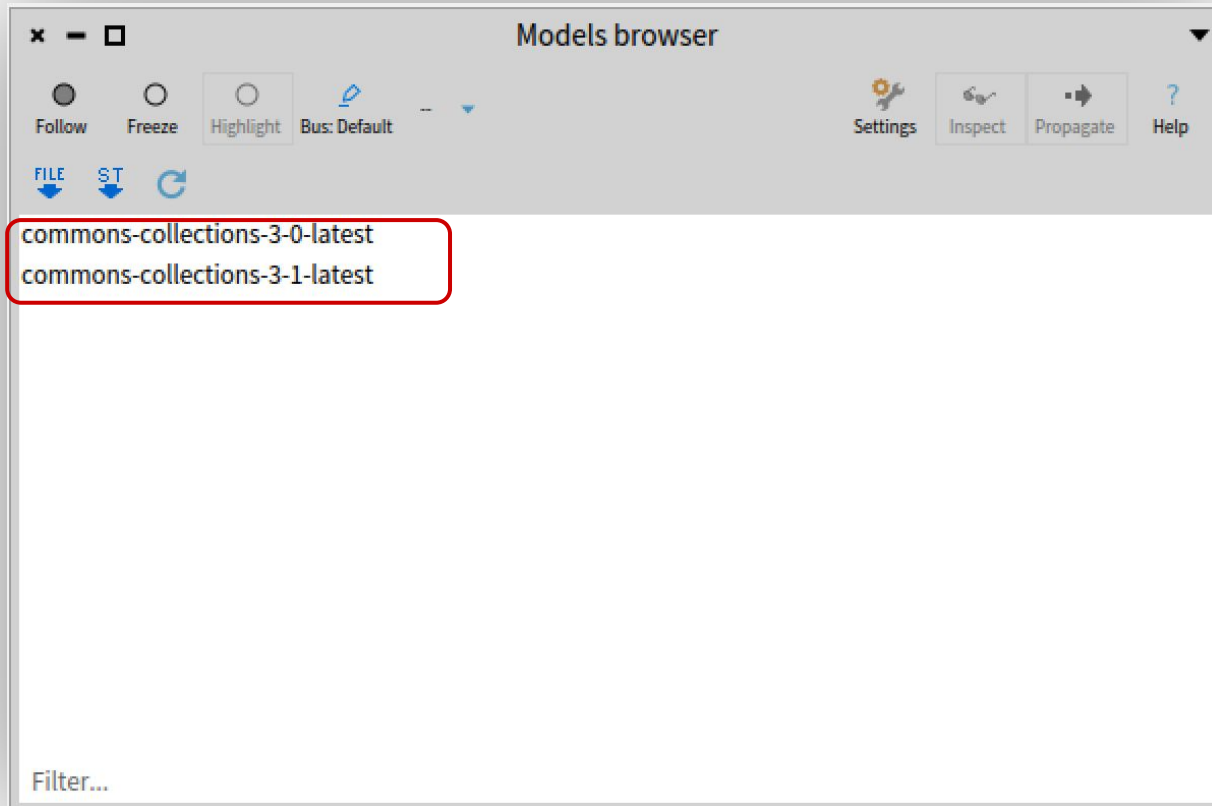 Models browser
Follow Freeze Highlight Bus: Default -- Settings Inspect Propagate ? Help
FILE ST
commons-collections-3-0-latest
commons-collections-3-1-latest
Filter...